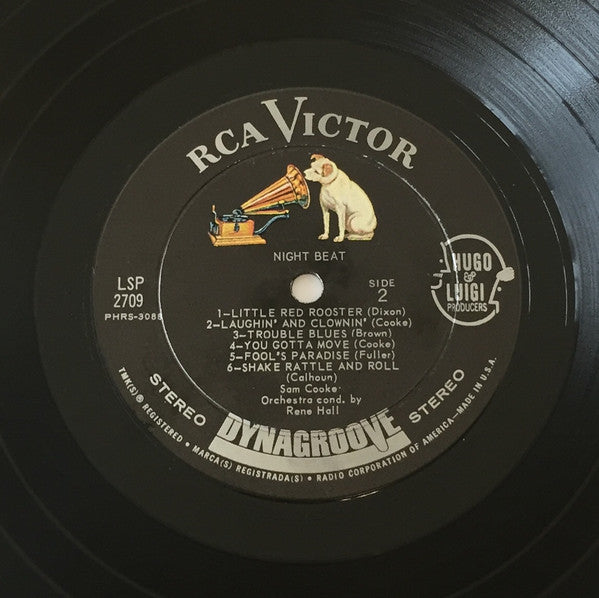 RCA VICTOR
NIGHT BEAT
LSP
2709
PHRS-3088
SIDE
2
HUGO
&
LUIGI
PRODUCERS
1-LITTLE RED ROOSTER (Dixon)
2-LAUGHIN' AND CLOWNIN' (Cooke)
3-TROUBLE BLUES (Brown)
4-YOU GOTTA MOVE (Cooke)
5-FOOL'S PARADISE (Fuller)
6-SHAKE RATTLE AND ROLL
(Calhoun)
Sam Cooke
Orchestra cond. by
Rene Hall
STEREO DYNAGROOVE STEREO
TMK(S) ® REGISTERED • MARCA(S) REGISTRADA(S) • RADIO CORPORATION OF AMERICA—MADE IN U.S.A.